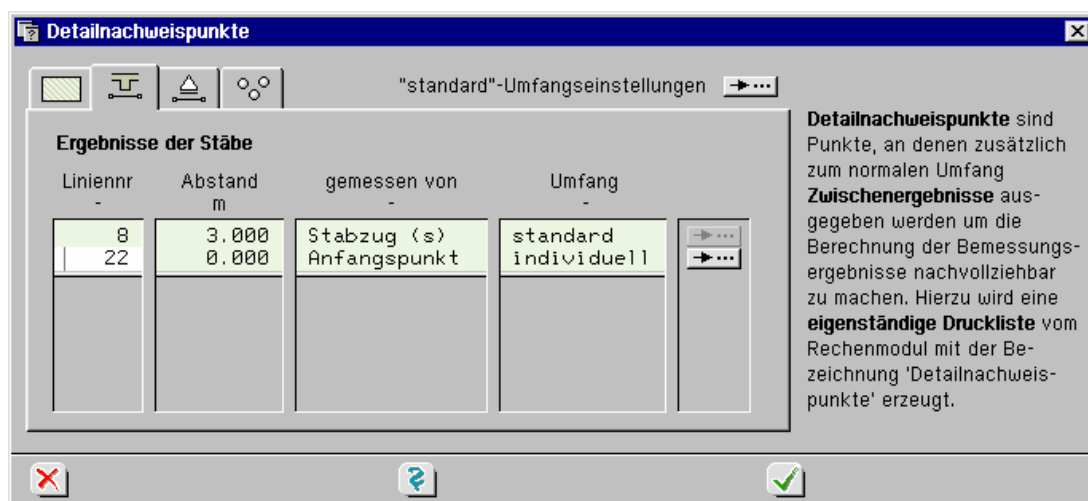 Detailnachweispunkte
"standard"-Umfangseinstellungen
Ergebnisse der Stäbe
Liniennr Abstand gemessen von Umfang
- m - -
8 3.000 Stabzug (s) standard
22 0.000 Anfangspunkt individuell
Detailnachweispunkte sind
Punkte, an denen zusätzlich
zum normalen Umfang
Zwischenergebnisse aus-
gegeben werden um die
Berechnung der Bemessungs-
ergebnisse nachvollziehbar
zu machen. Hierzu wird eine
eigenständige Druckliste vom
Rechenmodul mit der Be-
zeichnung 'Detailnachweis-
punkte' erzeugt.